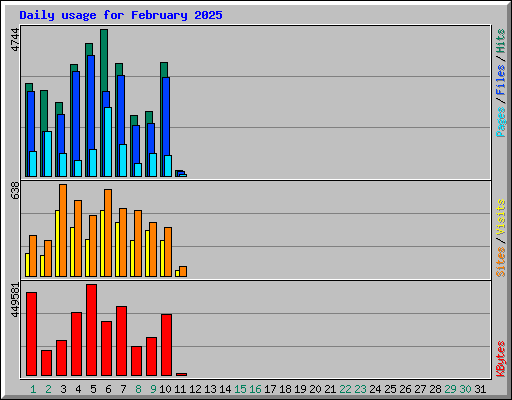 Daily usage for February 2025
4744
638
449581
Pages / Files / Hits
Sites / Visits
KBytes
1 2 3 4 5 6 7 8 9 10 11 12 13 14 15 16 17 18 19 20 21 22 23 24 25 26 27 28 29 30 31